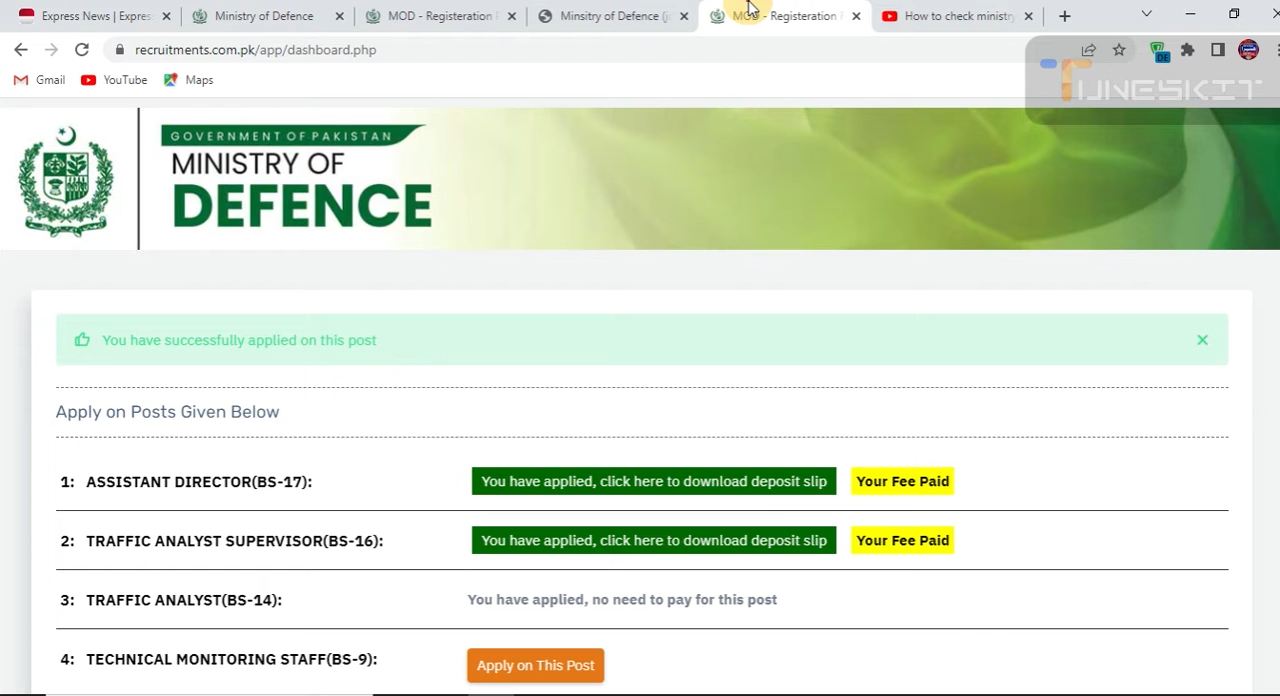 Express News | Expres
Ministry of Defence
MOD - Registeration F
Minsitry of Defence (j
MOD - Registeration F
How to check ministry
recruitments.com.pk/app/dashboard.php
DE
Gmail
YouTube
Maps
TUNESKIT
GOVERNMENT OF PAKISTAN
MINISTRY OF
DEFENCE
You have successfully applied on this post
Apply on Posts Given Below
1: ASSISTANT DIRECTOR(BS-17): You have applied, click here to download deposit slip Your Fee Paid
2: TRAFFIC ANALYST SUPERVISOR(BS-16): You have applied, click here to download deposit slip Your Fee Paid
3: TRAFFIC ANALYST(BS-14): You have applied, no need to pay for this post
4: TECHNICAL MONITORING STAFF(BS-9): Apply on This Post